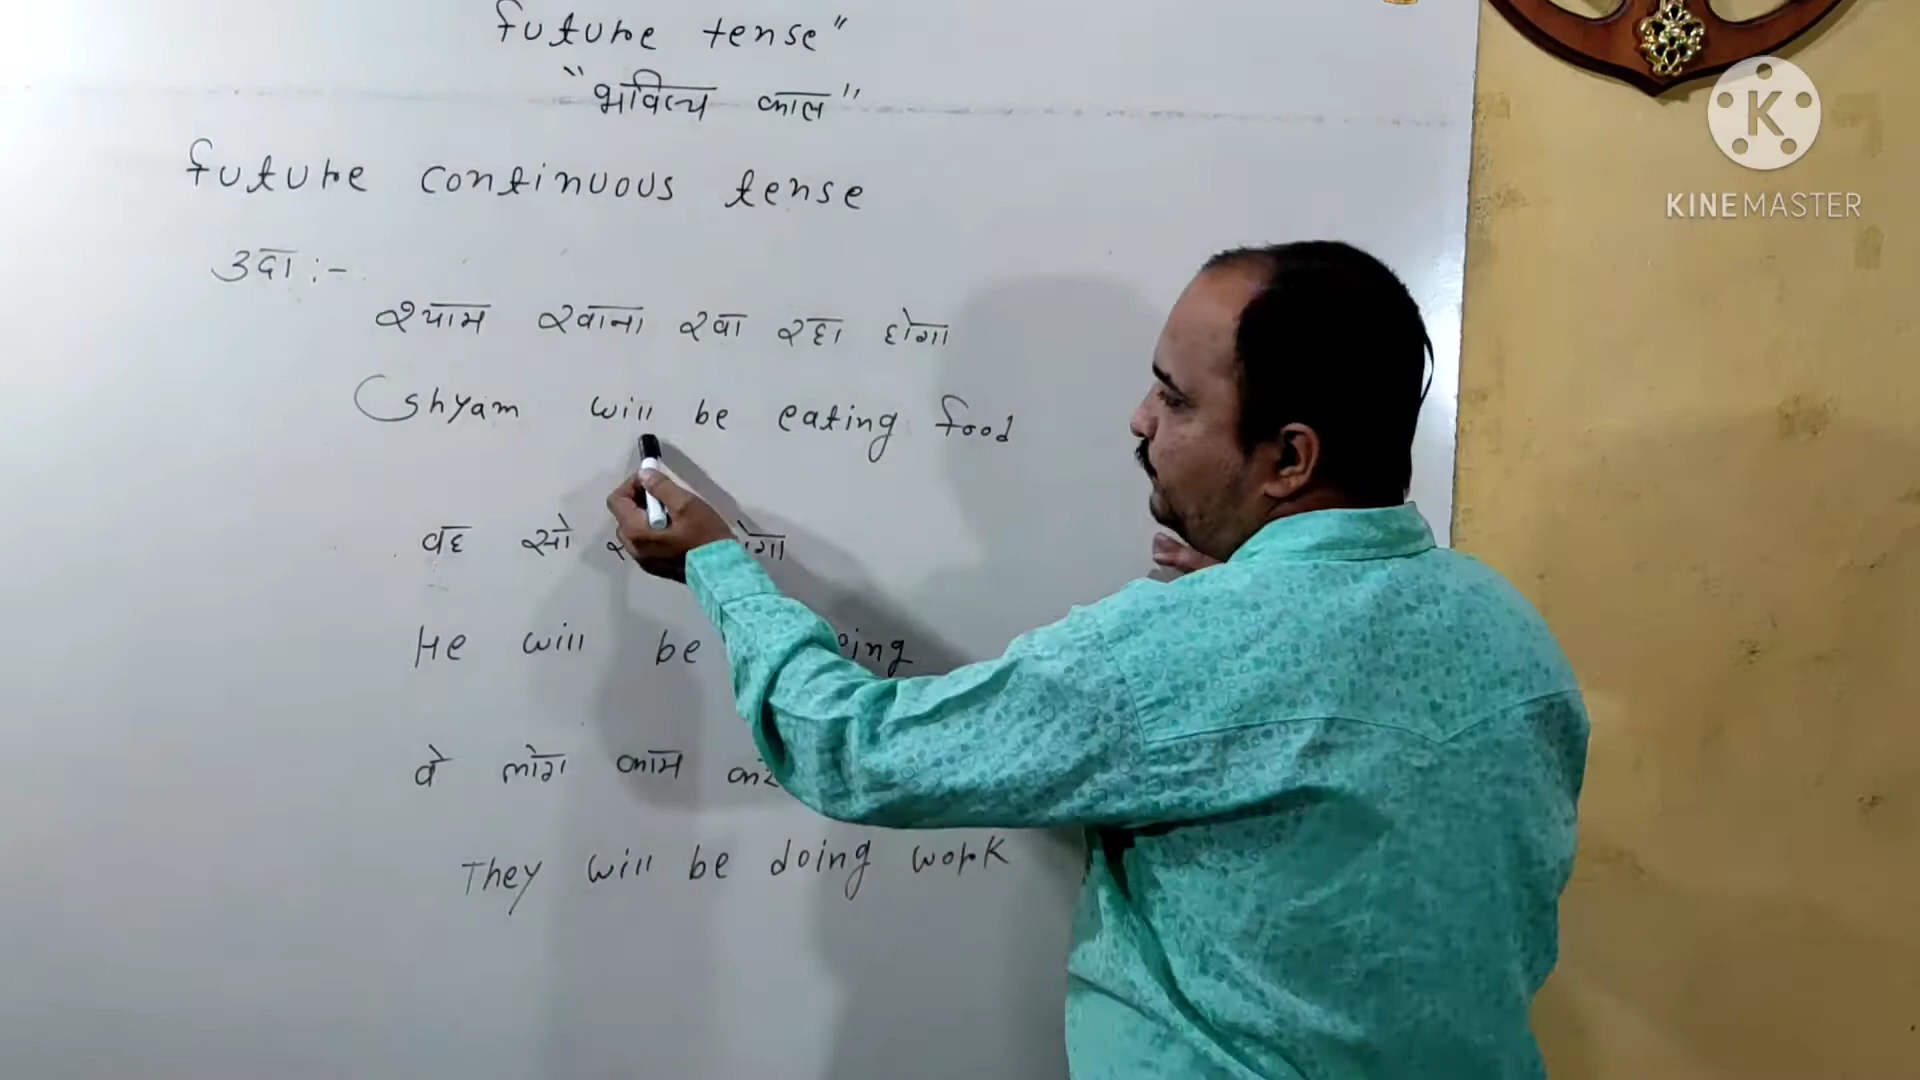 future tense"
"भविष्य काल"
future continuous tense
उदा :-
श्याम खाना खा रहा होगा
shyam will be eating food
वह सो
He will be
वे लोग काम
They will be doing work
K
KINEMASTER